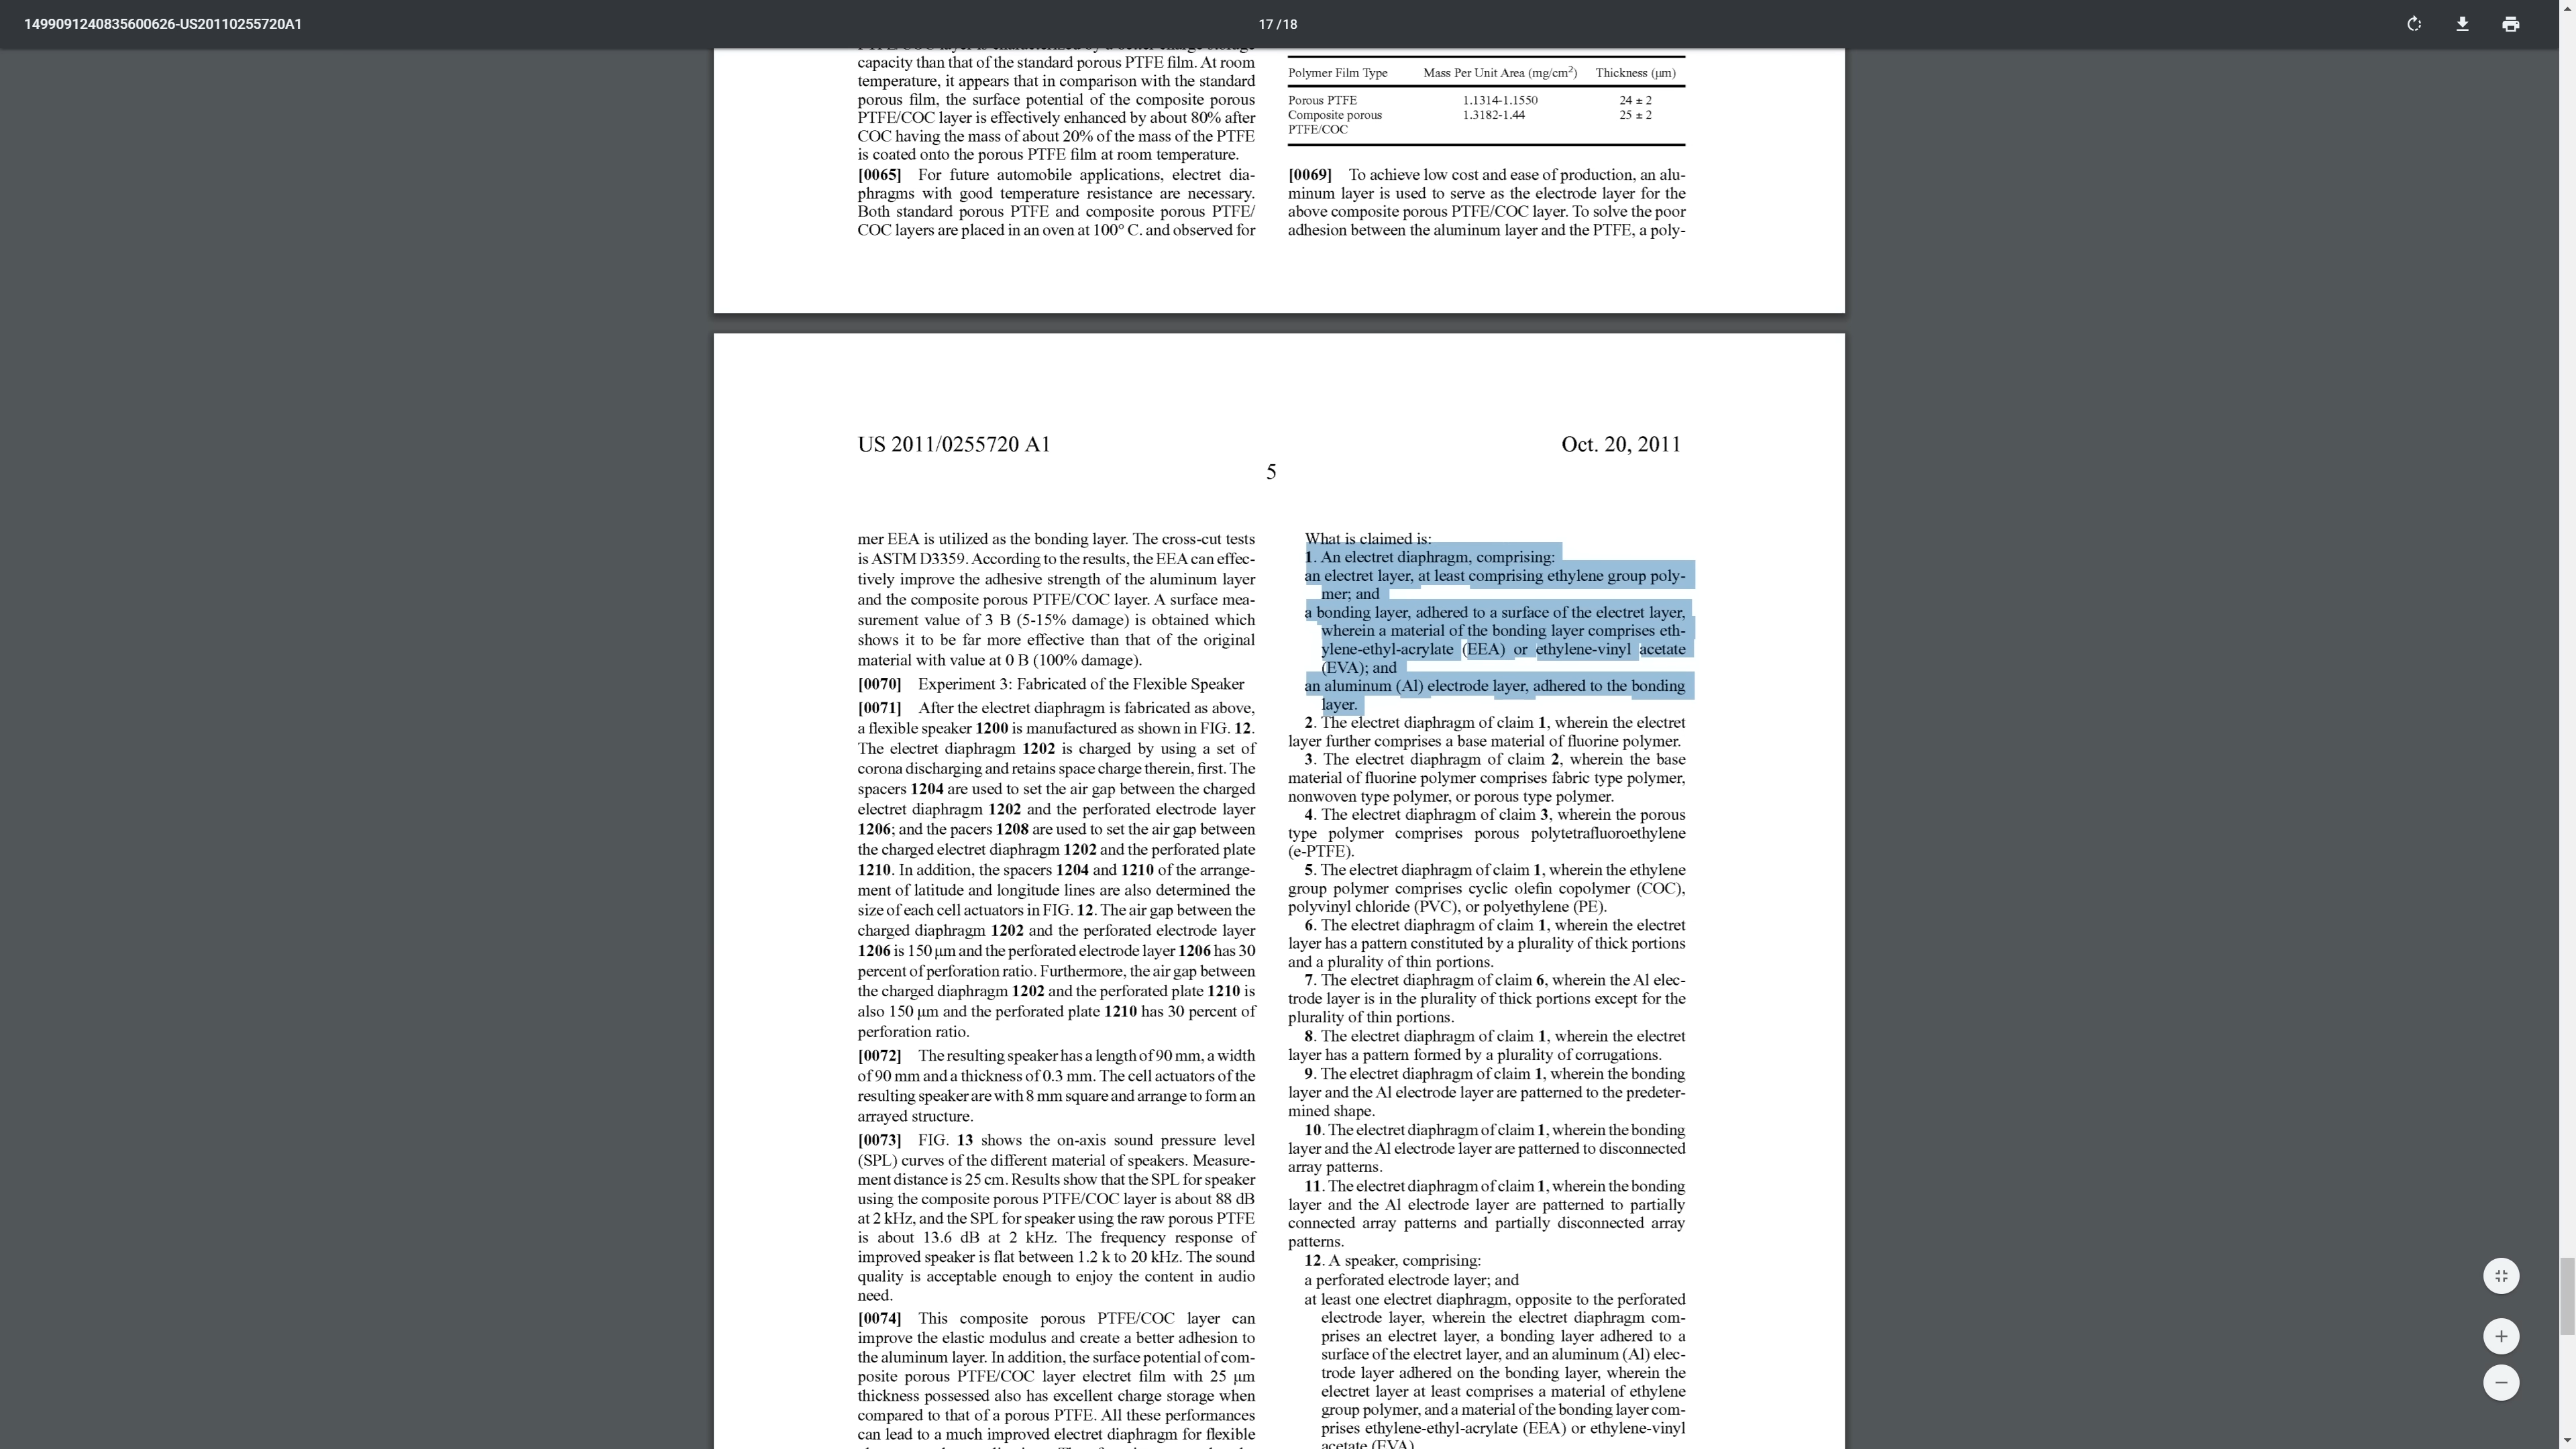 1499091240835600626-US20110255720A1
17 / 18
PTFE/COC layer is characterized by a better charge storage
capacity than that of the standard porous PTFE film. At room
temperature, it appears that in comparison with the standard
porous film, the surface potential of the composite porous
PTFE/COC layer is effectively enhanced by about 80% after
COC having the mass of about 20% of the mass of the PTFE
is coated onto the porous PTFE film at room temperature.
[0065] For future automobile applications, electret dia-
phragms with good temperature resistance are necessary.
Both standard porous PTFE and composite porous PTFE/
COC layers are placed in an oven at 100° C. and observed for
Polymer Film Type Mass Per Unit Area (mg/cm²) Thickness (μm)
Porous PTFE 1.1314-1.1550 24 ± 2
Composite porous 1.3182-1.44 25 ± 2
PTFE/COC
[0069] To achieve low cost and ease of production, an alu-
minum layer is used to serve as the electrode layer for the
above composite porous PTFE/COC layer. To solve the poor
adhesion between the aluminum layer and the PTFE, a poly-
US 2011/0255720 A1
Oct. 20, 2011
5
mer EEA is utilized as the bonding layer. The cross-cut tests
is ASTM D3359. According to the results, the EEA can effec-
tively improve the adhesive strength of the aluminum layer
and the composite porous PTFE/COC layer. A surface mea-
surement value of 3 B (5-15% damage) is obtained which
shows it to be far more effective than that of the original
material with value at 0 B (100% damage).
[0070] Experiment 3: Fabricated of the Flexible Speaker
[0071] After the electret diaphragm is fabricated as above,
a flexible speaker 1200 is manufactured as shown in FIG. 12.
The electret diaphragm 1202 is charged by using a set of
corona discharging and retains space charge therein, first. The
spacers 1204 are used to set the air gap between the charged
electret diaphragm 1202 and the perforated electrode layer
1206; and the pacers 1208 are used to set the air gap between
the charged electret diaphragm 1202 and the perforated plate
1210. In addition, the spacers 1204 and 1210 of the arrange-
ment of latitude and longitude lines are also determined the
size of each cell actuators in FIG. 12. The air gap between the
charged diaphragm 1202 and the perforated electrode layer
1206 is 150 μm and the perforated electrode layer 1206 has 30
percent of perforation ratio. Furthermore, the air gap between
the charged diaphragm 1202 and the perforated plate 1210 is
also 150 μm and the perforated plate 1210 has 30 percent of
perforation ratio.
[0072] The resulting speaker has a length of 90 mm, a width
of 90 mm and a thickness of 0.3 mm. The cell actuators of the
resulting speaker are with 8 mm square and arrange to form an
arrayed structure.
[0073] FIG. 13 shows the on-axis sound pressure level
(SPL) curves of the different material of speakers. Measure-
ment distance is 25 cm. Results show that the SPL for speaker
using the composite porous PTFE/COC layer is about 88 dB
at 2 kHz, and the SPL for speaker using the raw porous PTFE
is about 13.6 dB at 2 kHz. The frequency response of
improved speaker is flat between 1.2 k to 20 kHz. The sound
quality is acceptable enough to enjoy the content in audio
need.
[0074] This composite porous PTFE/COC layer can
improve the elastic modulus and create a better adhesion to
the aluminum layer. In addition, the surface potential of com-
posite porous PTFE/COC layer electret film with 25 μm
thickness possessed also has excellent charge storage when
compared to that of a porous PTFE. All these performances
can lead to a much improved electret diaphragm for flexible
What is claimed is:
1. An electret diaphragm, comprising:
an electret layer, at least comprising ethylene group poly-
mer; and
a bonding layer, adhered to a surface of the electret layer,
wherein a material of the bonding layer comprises eth-
ylene-ethyl-acrylate (EEA) or ethylene-vinyl acetate
(EVA); and
an aluminum (Al) electrode layer, adhered to the bonding
layer.
2. The electret diaphragm of claim 1, wherein the electret
layer further comprises a base material of fluorine polymer.
3. The electret diaphragm of claim 2, wherein the base
material of fluorine polymer comprises fabric type polymer,
nonwoven type polymer, or porous type polymer.
4. The electret diaphragm of claim 3, wherein the porous
type polymer comprises porous polytetrafluoroethylene
(e-PTFE).
5. The electret diaphragm of claim 1, wherein the ethylene
group polymer comprises cyclic olefin copolymer (COC),
polyvinyl chloride (PVC), or polyethylene (PE).
6. The electret diaphragm of claim 1, wherein the electret
layer has a pattern constituted by a plurality of thick portions
and a plurality of thin portions.
7. The electret diaphragm of claim 6, wherein the Al elec-
trode layer is in the plurality of thick portions except for the
plurality of thin portions.
8. The electret diaphragm of claim 1, wherein the electret
layer has a pattern formed by a plurality of corrugations.
9. The electret diaphragm of claim 1, wherein the bonding
layer and the Al electrode layer are patterned to the predeter-
mined shape.
10. The electret diaphragm of claim 1, wherein the bonding
layer and the Al electrode layer are patterned to disconnected
array patterns.
11. The electret diaphragm of claim 1, wherein the bonding
layer and the Al electrode layer are patterned to partially
connected array patterns and partially disconnected array
patterns.
12. A speaker, comprising:
a perforated electrode layer; and
at least one electret diaphragm, opposite to the perforated
electrode layer, wherein the electret diaphragm com-
prises an electret layer, a bonding layer adhered to a
surface of the electret layer, and an aluminum (Al) elec-
trode layer adhered on the bonding layer, wherein the
electret layer at least comprises a material of ethylene
group polymer, and a material of the bonding layer com-
prises ethylene-ethyl-acrylate (EEA) or ethylene-vinyl
acetate (EVA)